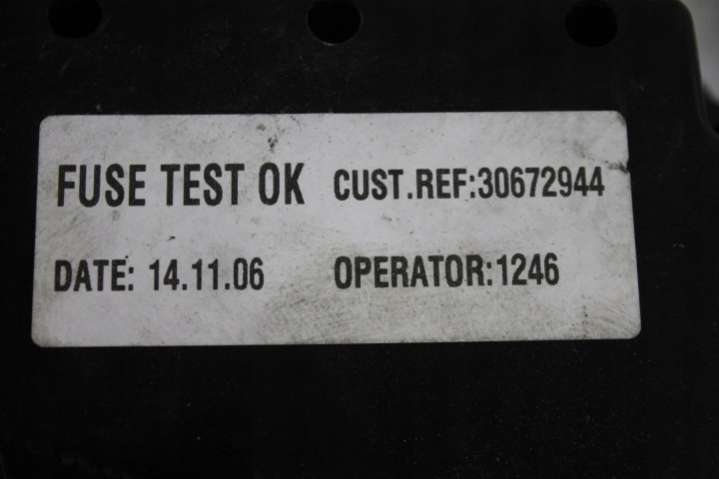 FUSE TEST OK CUST.REF:30672944
DATE: 14.11.06 OPERATOR:1246